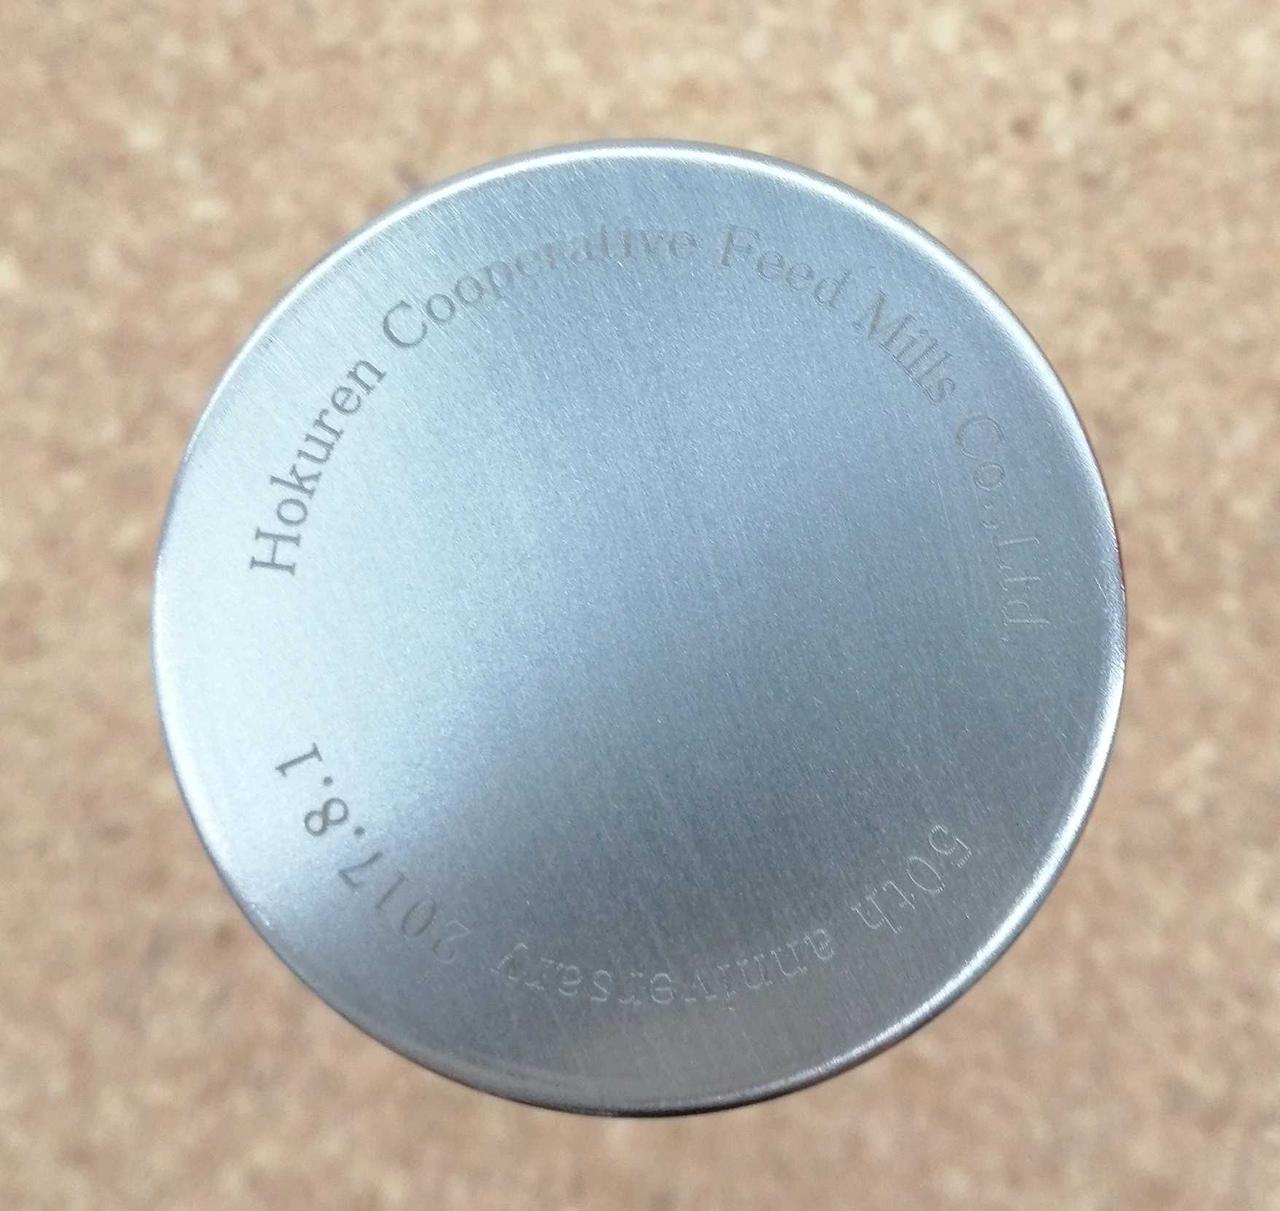 Hokuren Cooperative Feed Mills Co.,Ltd.
50th anniversary 2017.8.1